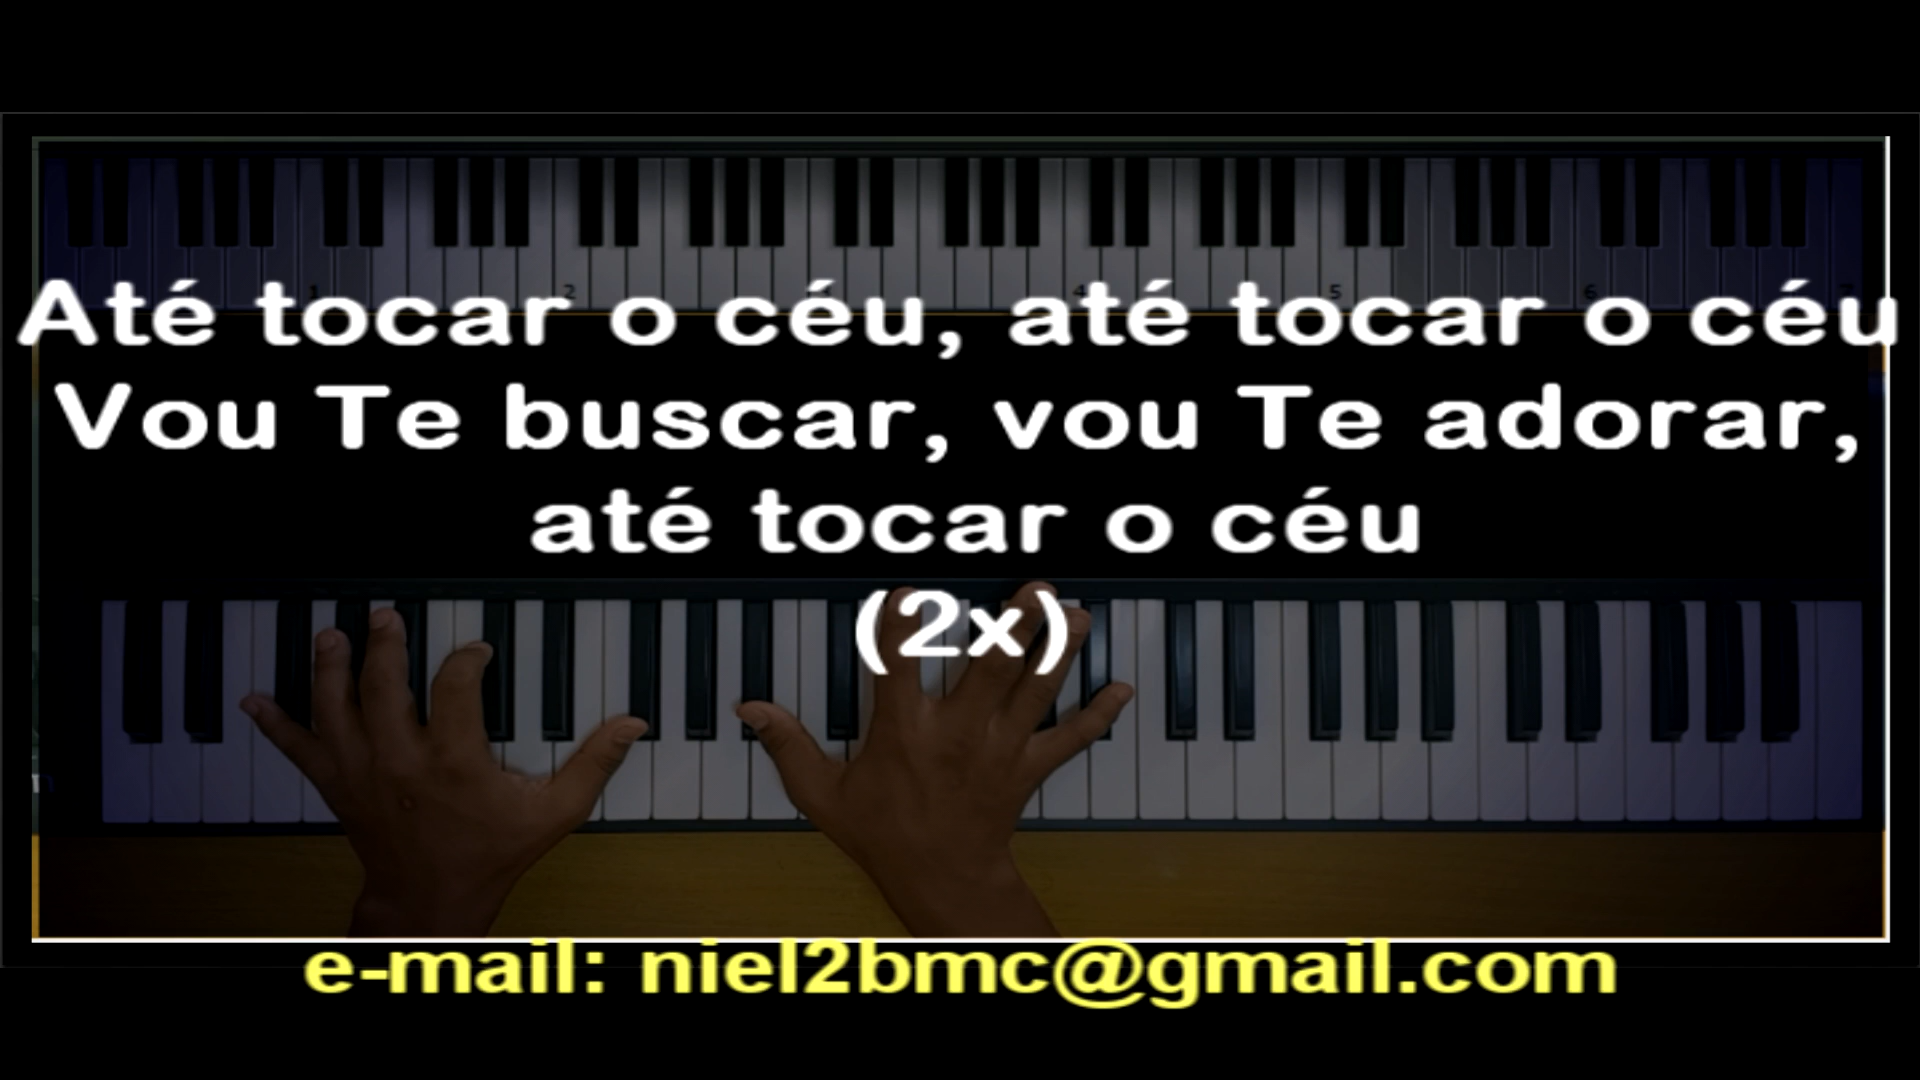 Até tocar o céu, até tocar o céu
Vou Te buscar, vou Te adorar,
até tocar o céu
(2x)
e-mail: niel2bmc@gmail.com